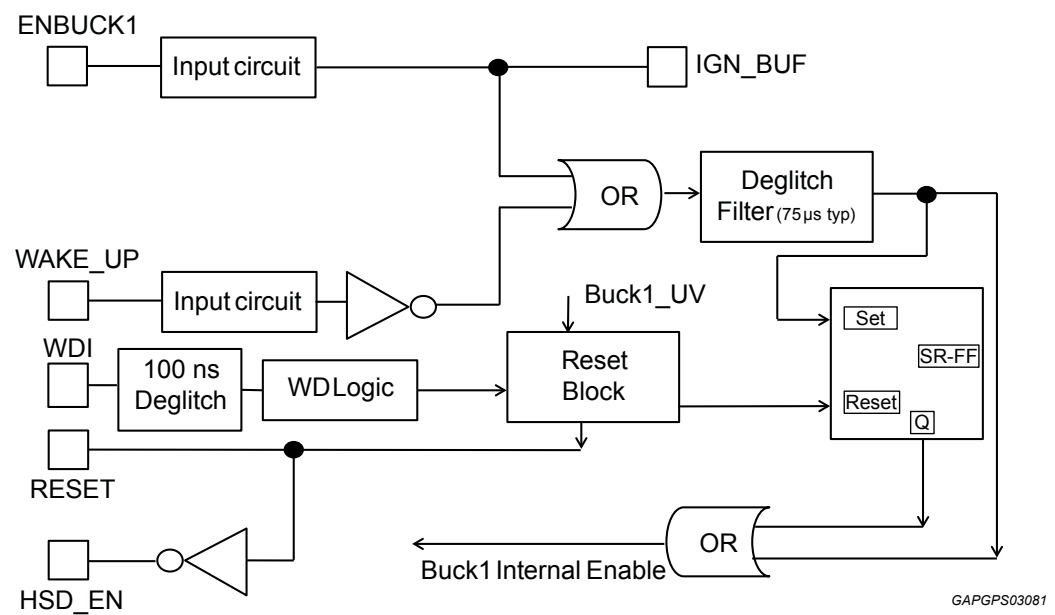 ENBUCK1
Input circuit
IGN_BUF
OR
Deglitch
Filter (75µs typ)
WAKE_UP
Input circuit
Buck1_UV
Set
SR-FF
Reset
Q
WDI
100 ns
Deglitch
WD Logic
Reset
Block
RESET
OR
Buck1 Internal Enable
HSD_EN
GAPGPS03081